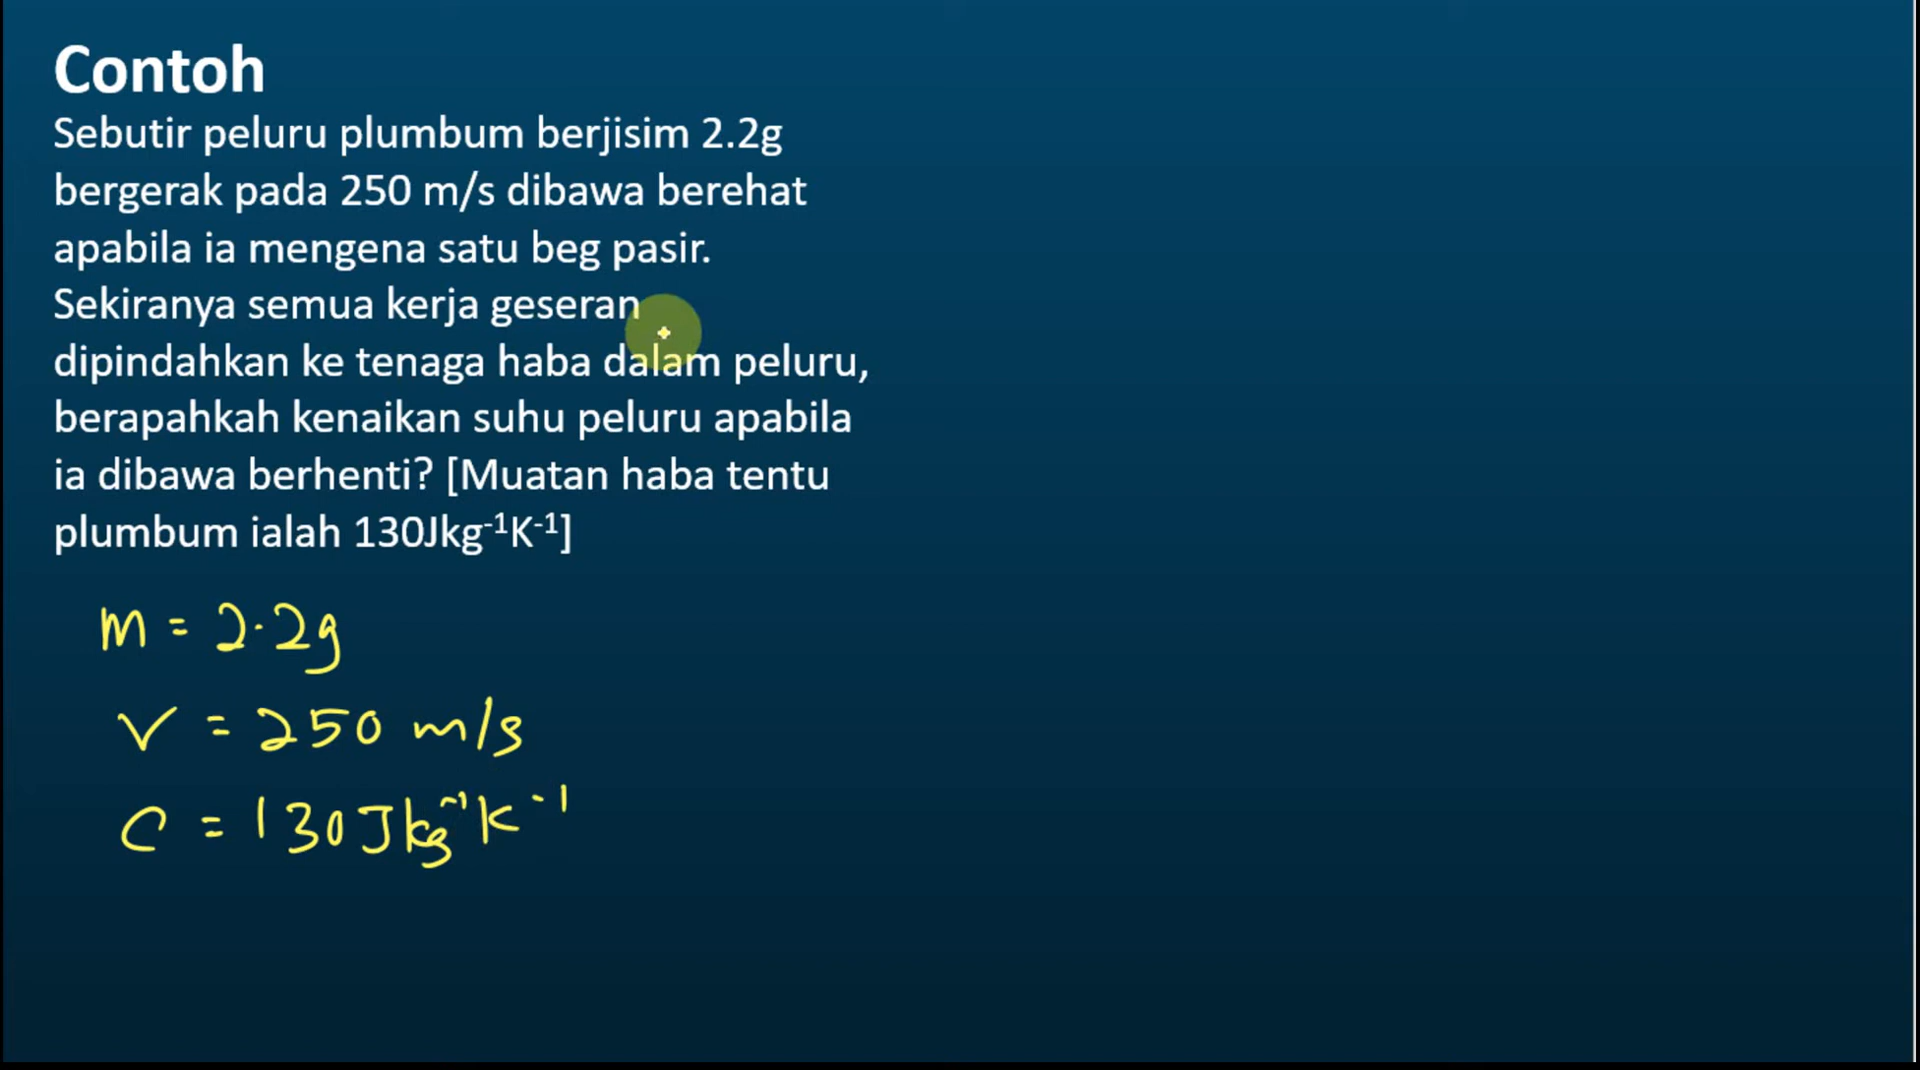 Contoh
Sebutir peluru plumbum berjisim 2.2g
bergerak pada 250 m/s dibawa berehat
apabila ia mengena satu beg pasir.
Sekiranya semua kerja geseran
dipindahkan ke tenaga haba dalam peluru,
berapahkah kenaikan suhu peluru apabila
ia dibawa berhenti? [Muatan haba tentu
plumbum ialah 130Jkg⁻¹K⁻¹]
m = 2.2g
v = 250 m/s
c = 130Jkg⁻¹K⁻¹